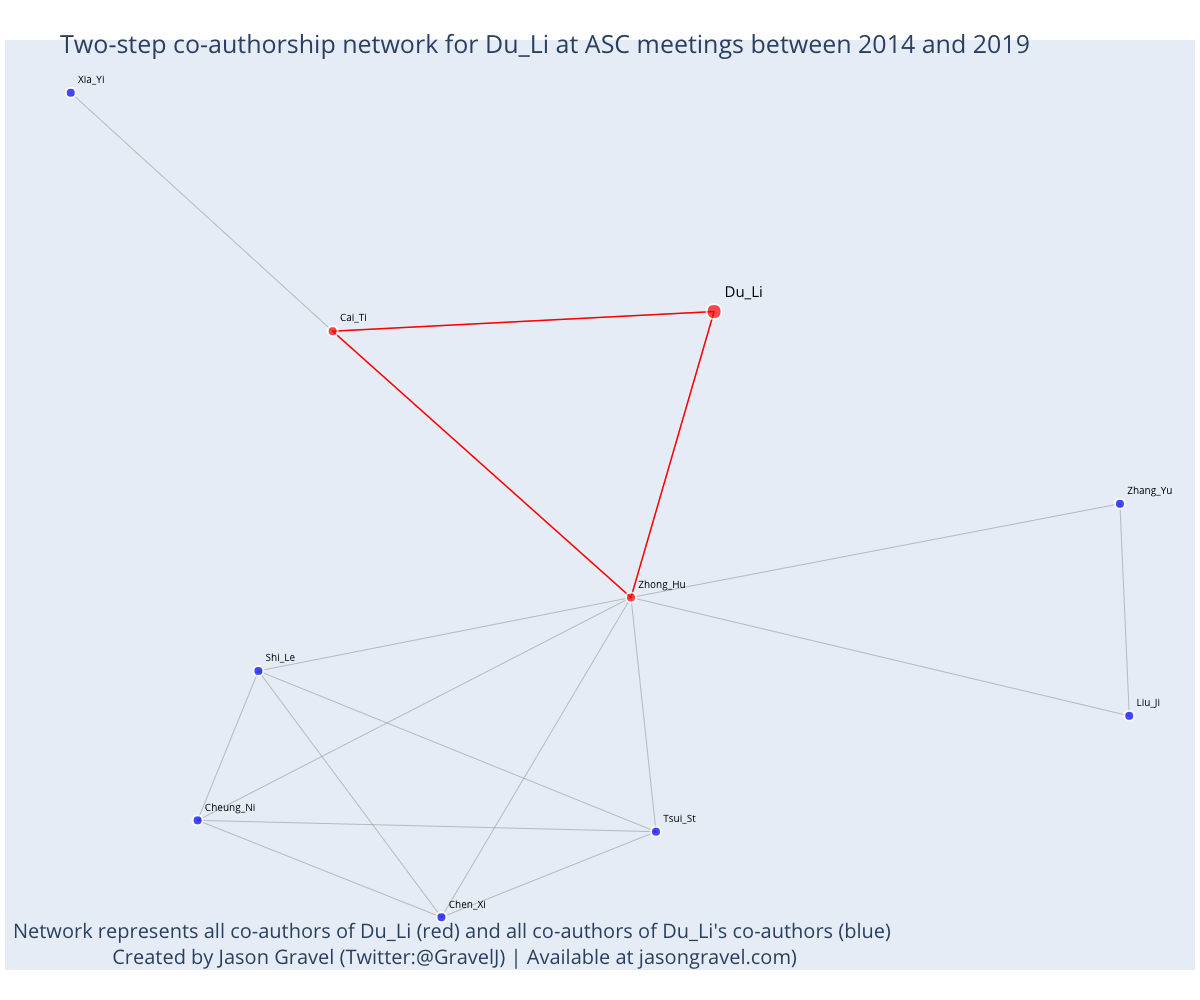 Two-step co-authorship network for Du_Li at ASC meetings between 2014 and 2019
Xia_Yi
Du_Li
Cai_Ti
Zhang_Yu
Zhong_Hu
Shi_Le
Liu_Ji
Cheung_Ni
Tsui_St
Chen_Xi
Network represents all co-authors of Du_Li (red) and all co-authors of Du_Li's co-authors (blue)
Created by Jason Gravel (Twitter:@GravelJ) | Available at jasongravel.com)